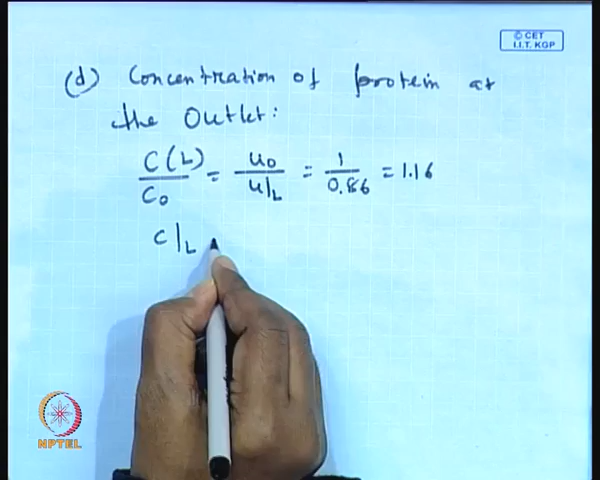 © CET
I.I.T. KGP
(d) Concentration of protein at
the Outlet:
C(L)/C₀ = u₀/u|L = 1/0.86 = 1.16
C|L
NPTEL